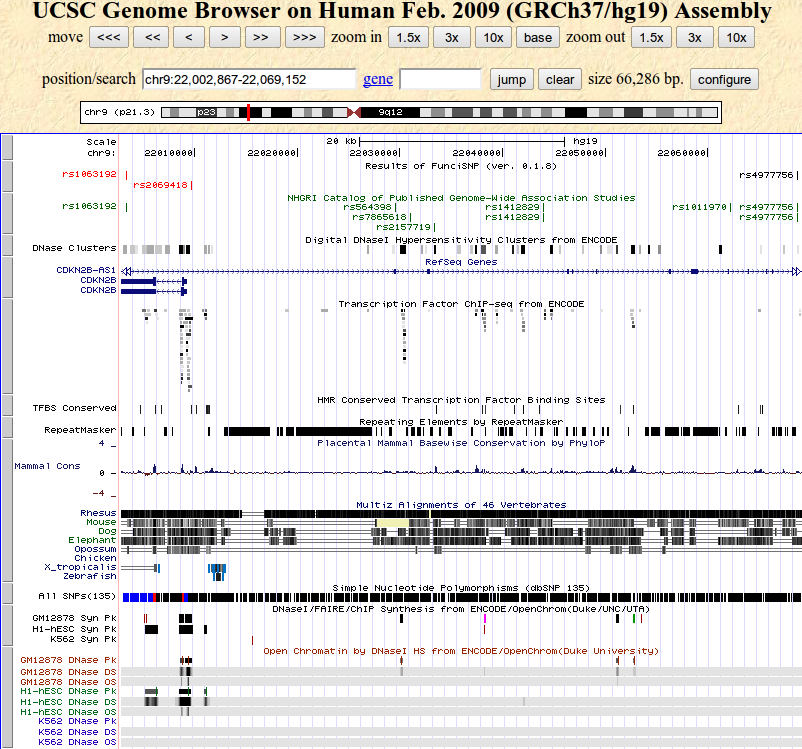 UCSC Genome Browser on Human Feb. 2009 (GRCh37/hg19) Assembly
move <<< << < > >> >>> zoom in 1.5x 3x 10x base zoom out 1.5x 3x 10x
position/search chr9:22,002,867-22,069,152 gene jump clear size 66,286 bp. configure
chr9 (p21.3) p23 9q12
Scale 20 kb hg19
chr9: 22010000 22020000 22030000 22040000 22050000 22060000
Results of FunciSNP (ver. 0.1.8)
rs1063192 rs4977756
rs2069418
NHGRI Catalog of Published Genome-Wide Association Studies
rs1063192 rs564398 rs1412829 rs1011970 rs4977756
rs7865618 rs1412829 rs4977756
rs2157719
Digital DNaseI Hypersensitivity Clusters from ENCODE
DNase Clusters
RefSeq Genes
CDKN2B-AS1
CDKN2B
CDKN2B
Transcription Factor ChIP-seq from ENCODE
HMR Conserved Transcription Factor Binding Sites
TFBS Conserved
Repeating Elements by RepeatMasker
RepeatMasker
Placental Mammal Basewise Conservation by PhyloP
4 _
Mammal Cons
0 -
-4 _
Multiz Alignments of 46 Vertebrates
Rhesus
Mouse
Dog
Elephant
Opossum
Chicken
X_tropicalis
Zebrafish
Simple Nucleotide Polymorphisms (dbSNP 135)
All SNPs(135)
DNaseI/FAIRE/ChIP Synthesis from ENCODE/OpenChrom(Duke/UNC/UTA)
GM12878 Syn Pk
H1-hESC Syn Pk
K562 Syn Pk
Open Chromatin by DNaseI HS from ENCODE/OpenChrom(Duke University)
GM12878 DNase Pk
GM12878 DNase DS
GM12878 DNase OS
H1-hESC DNase Pk
H1-hESC DNase DS
H1-hESC DNase OS
K562 DNase Pk
K562 DNase DS
K562 DNase OS